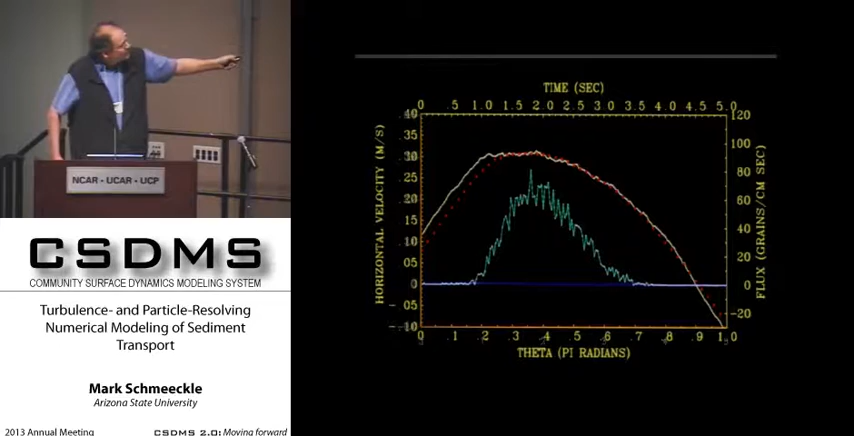 NCAR - UCAR - UCP
CSDMS
COMMUNITY SURFACE DYNAMICS MODELING SYSTEM
Turbulence- and Particle-Resolving
Numerical Modeling of Sediment
Transport
Mark Schmeeckle
Arizona State University
2013 Annual Meeting
CSDMS 2.0: Moving forward
TIME (SEC)
0 .5 1.0 1.5 2.0 2.5 3.0 3.5 4.0 4.5 5.0
HORIZONTAL VELOCITY (M/S)
.40
.35
.30
.25
.20
.15
.10
.05
0
-.05
-.10
120
100
80
60
40
20
0
-20
FLUX (GRAINS/CM SEC)
0 .1 .2 .3 .4 .5 .6 .7 .8 .9 1.0
THETA (PI RADIANS)